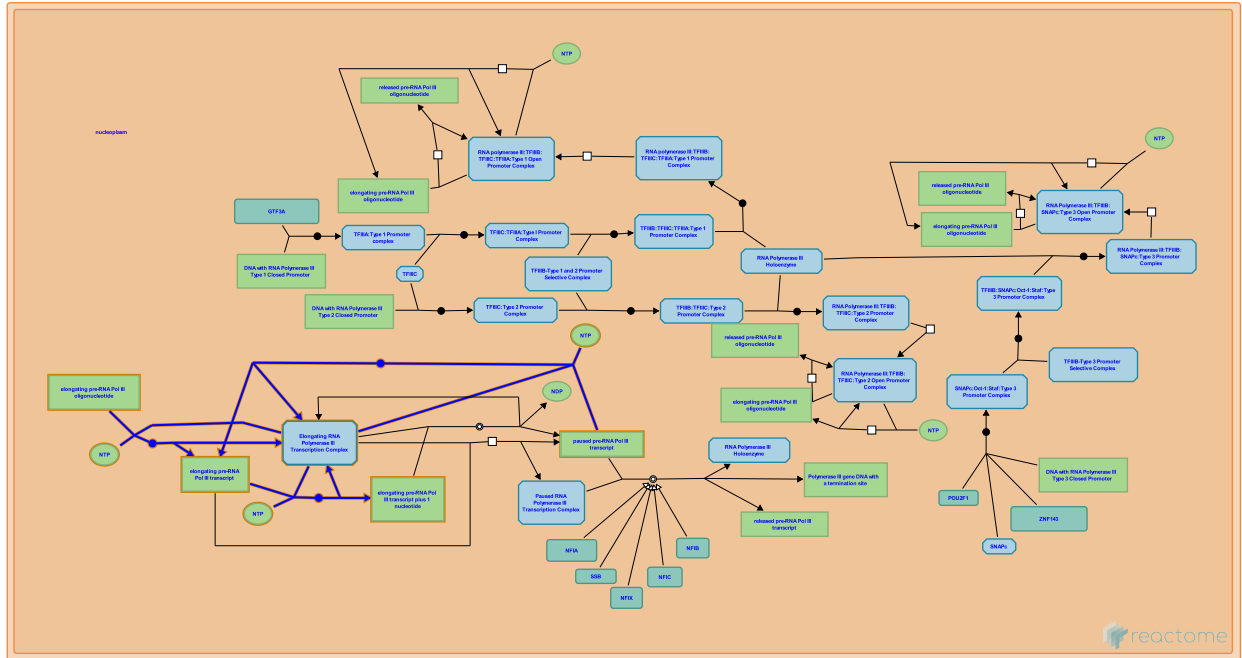 NTP
released pre-RNA Pol III
oligonucleotide
nucleoplasm
RNA polymerase III:TFIIIB:
TFIIIC:TFIIIA:Type 1 Open
Promoter Complex
RNA polymerase III:TFIIIB:
TFIIIC:TFIIIA:Type 1 Promoter
Complex
NTP
elongating pre-RNA Pol III
oligonucleotide
released pre-RNA Pol III
oligonucleotide
RNA Polymerase III:TFIIIB:
SNAPc:Type 3 Open Promoter
Complex
elongating pre-RNA Pol III
oligonucleotide
GTF3A
TFIIIA:Type 1 Promoter
complex
TFIIIC:TFIIIA:Type I Promoter
Complex
TFIIIB:TFIIIC:TFIIIA:Type 1
Promoter Complex
RNA Polymerase III
Holoenzyme
RNA Polymerase III:TFIIIB:
SNAPc:Type 3 Promoter
Complex
DNA with RNA Polymerase III
Type 1 Closed Promoter
TFIIIC
TFIIIB-Type 1 and 2 Promoter
Selective Complex
TFIIIB:SNAPc:Oct-1:Staf:Type
3 Promoter Complex
DNA with RNA Polymerase III
Type 2 Closed Promoter
TFIIIC:Type 2 Promoter
Complex
TFIIIB:TFIIIC:Type 2
Promoter Complex
RNA Polymerase III:TFIIIB:
TFIIIC:Type 2 Promoter
Complex
NTP
released pre-RNA Pol III
oligonucleotide
TFIIIB-Type 3 Promoter
Selective Complex
RNA Polymerase III:TFIIIB:
TFIIIC:Type 2 Open Promoter
Complex
elongating pre-RNA Pol III
oligonucleotide
NDP
SNAPc:Oct-1:Staf:Type 3
Promoter Complex
elongating pre-RNA Pol III
oligonucleotide
NTP
Elongating RNA
Polymerase III
Transcription Complex
paused pre-RNA Pol III
transcript
RNA Polymerase III
Holoenzyme
NTP
elongating pre-RNA
Pol III transcript
DNA with RNA Polymerase III
Type 3 Closed Promoter
Polymerase III gene DNA with
a termination site
elongating pre-RNA Pol
III transcript plus 1
nucleotide
Paused RNA
Polymerase III
Transcription Complex
POU2F1
NTP
released pre-RNA Pol III
transcript
ZNF143
NFIA
NFIB
SNAPc
SSB
NFIC
NFIX
reactome